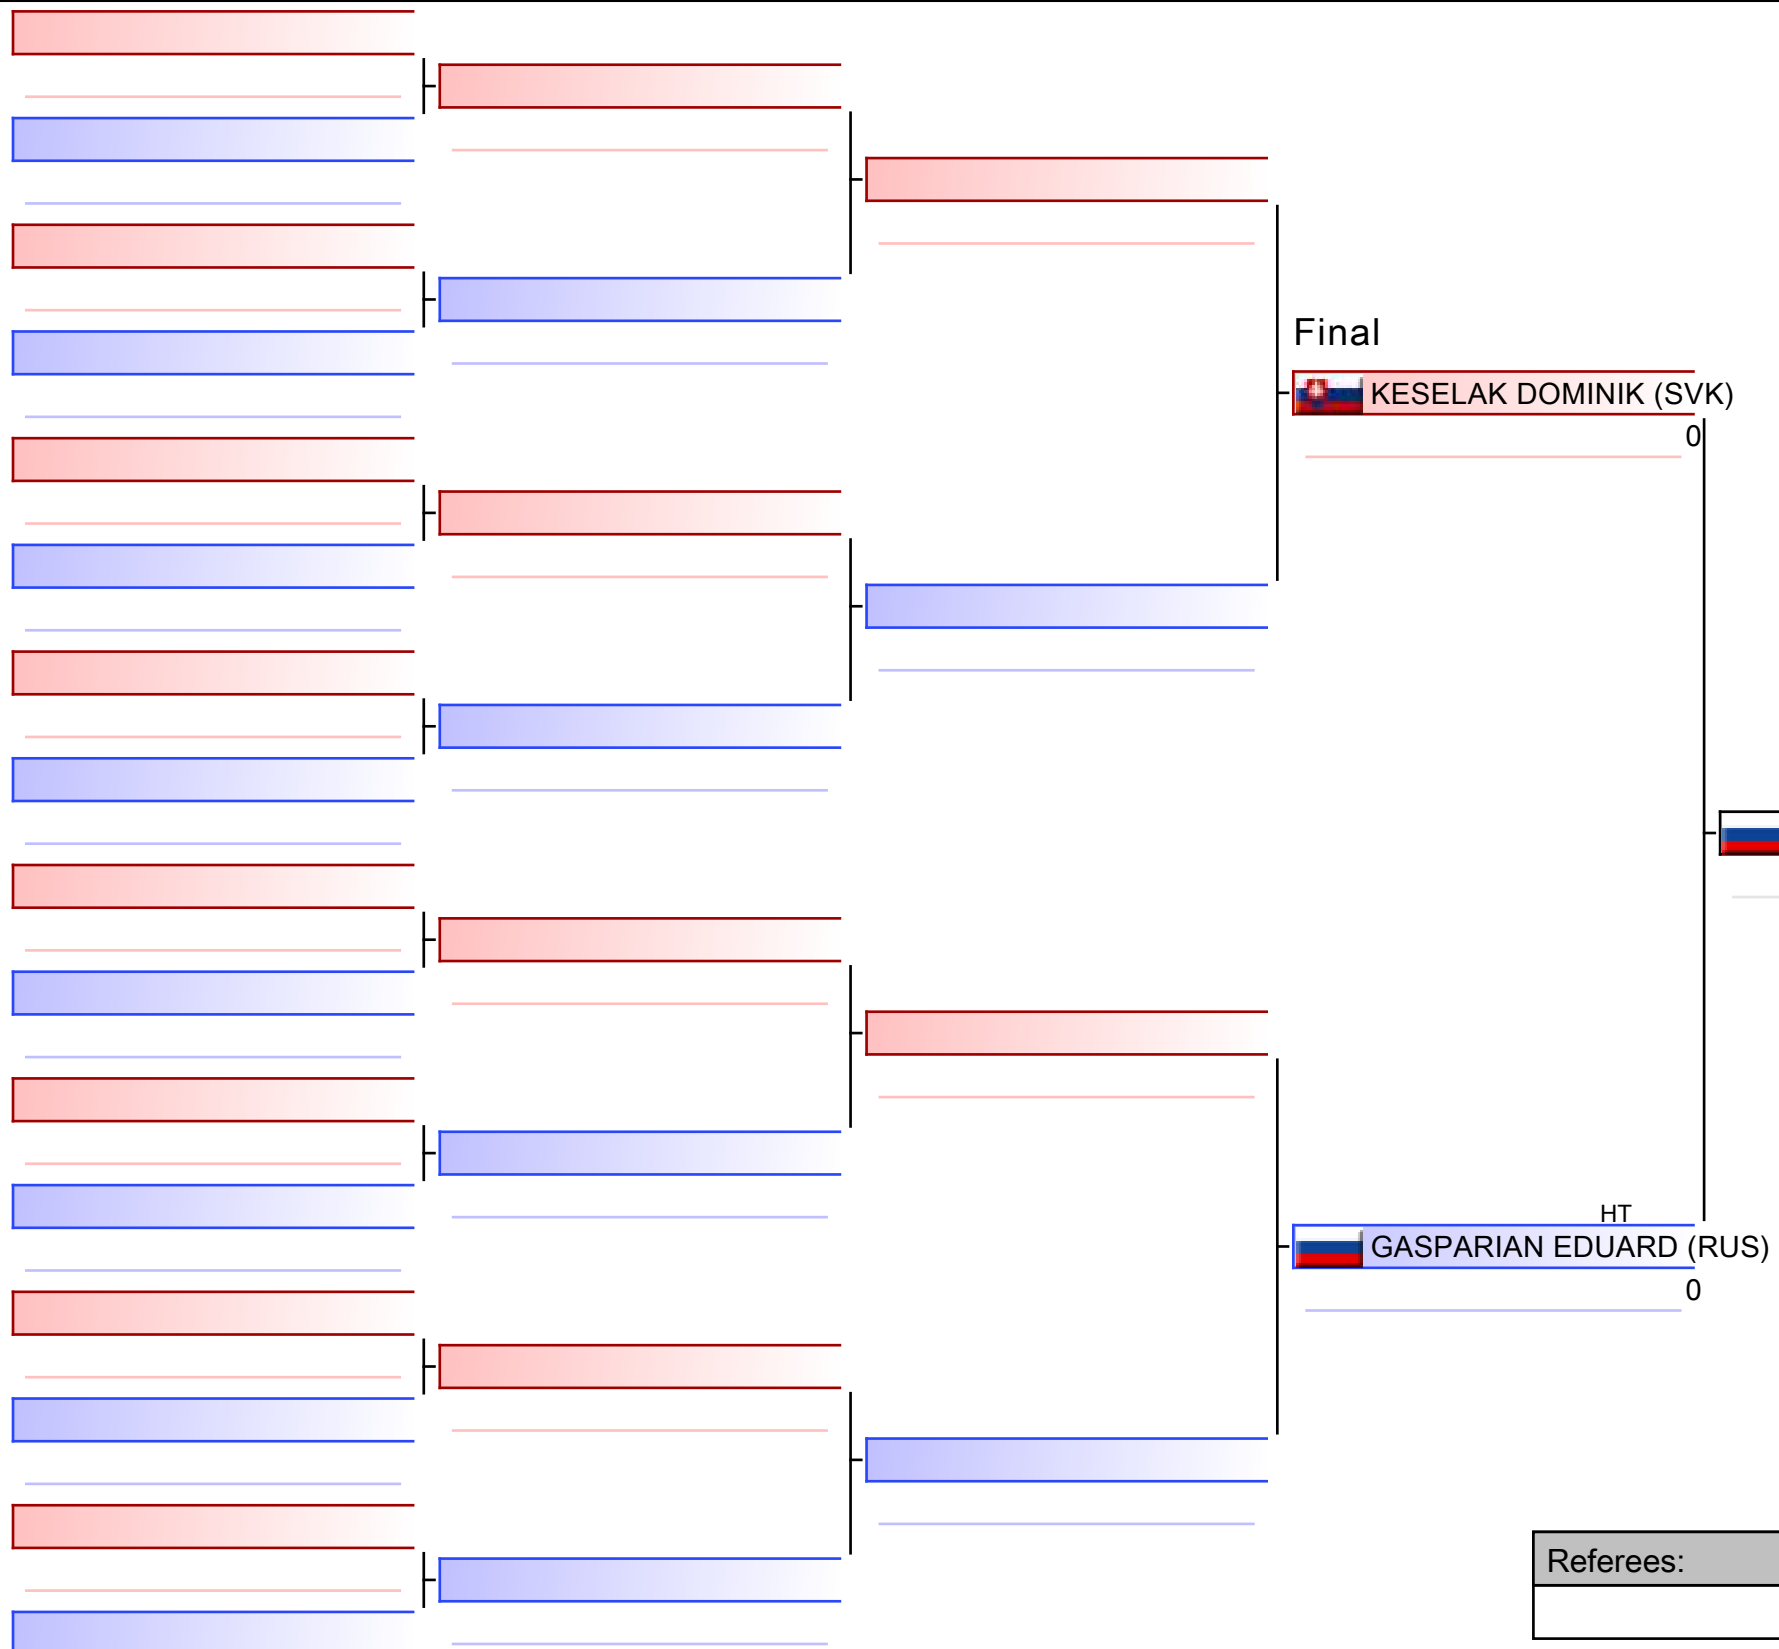 Final
KESELAK DOMINIK (SVK)
0
HT
GASPARIAN EDUARD (RUS)
0
Referees: